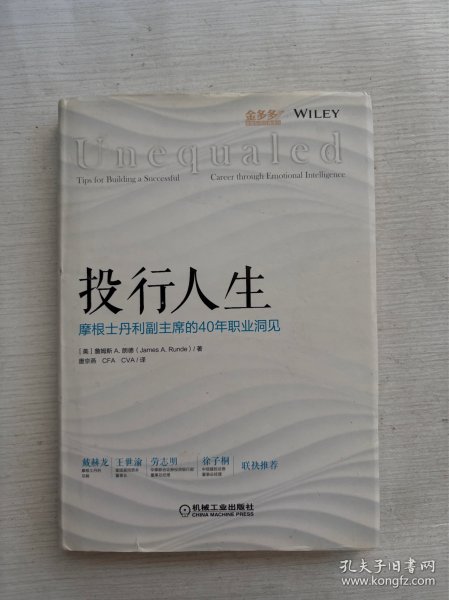 金多多 WILEY
Unequaled
Tips for Building a Successful Career through Emotional Intelligence
投行人生
摩根士丹利副主席的40年职业洞见
［美］詹姆斯 A. 朗德（James A. Runde）/ 著
唐京燕 CFA CVA / 译
戴赫龙 王世渝 劳志明 徐子桐 联袂推荐
机械工业出版社
CHINA MACHINE PRESS
孔夫子旧书网
www.kongfz.com